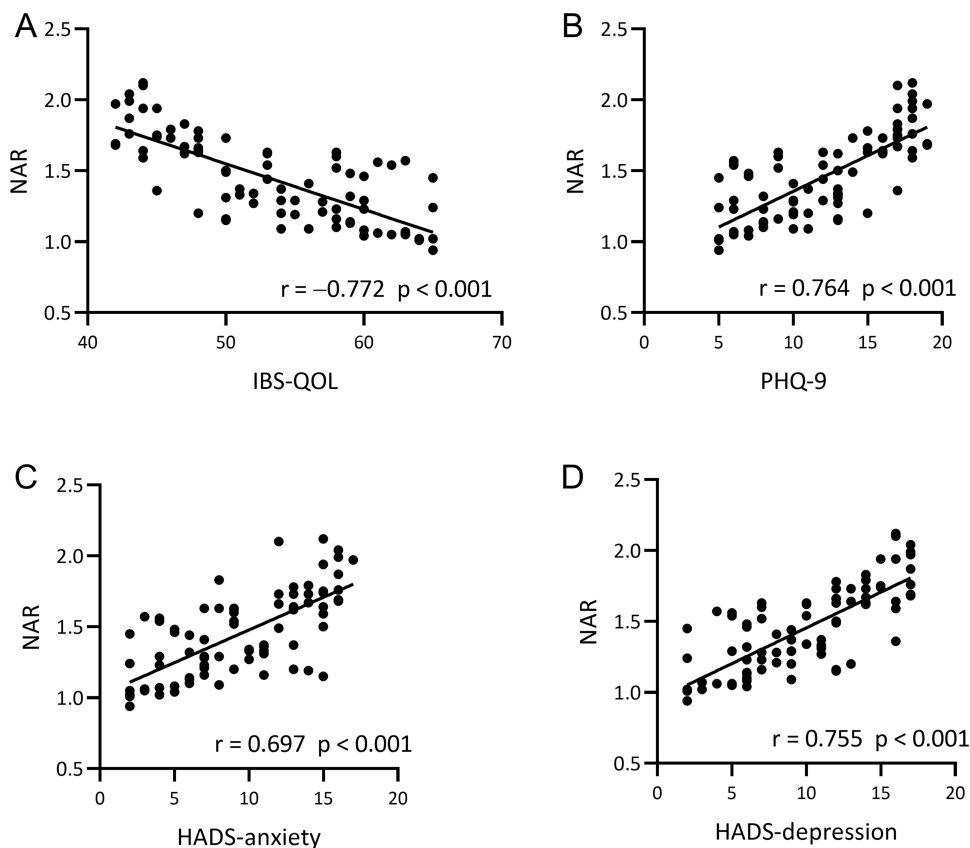 A
2.5
2.0
1.5
1.0
0.5
NAR
r = −0.772 p < 0.001
40 50 60 70
IBS-QOL
B
2.5
2.0
1.5
1.0
0.5
NAR
r = 0.764 p < 0.001
0 5 10 15 20
PHQ-9
C
2.5
2.0
1.5
1.0
0.5
NAR
r = 0.697 p < 0.001
0 5 10 15 20
HADS-anxiety
D
2.5
2.0
1.5
1.0
0.5
NAR
r = 0.755 p < 0.001
0 5 10 15 20
HADS-depression